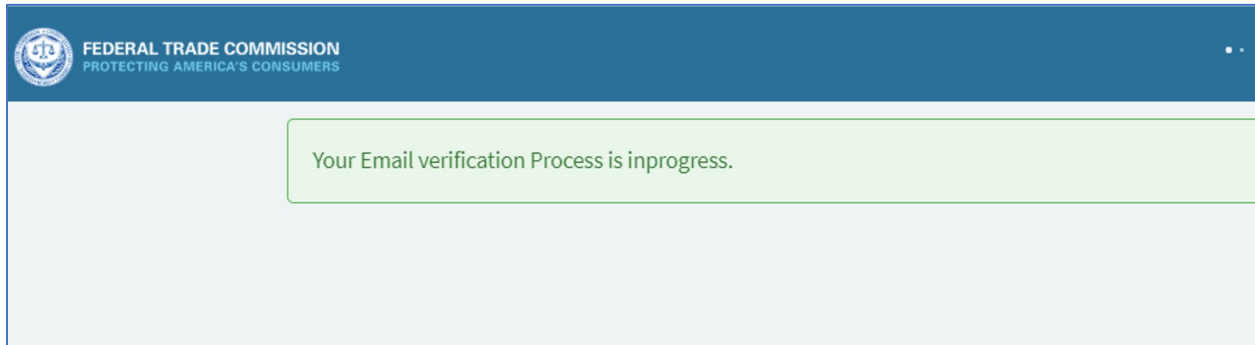 FEDERAL TRADE COMMISSION
PROTECTING AMERICA'S CONSUMERS
Your Email verification Process is inprogress.